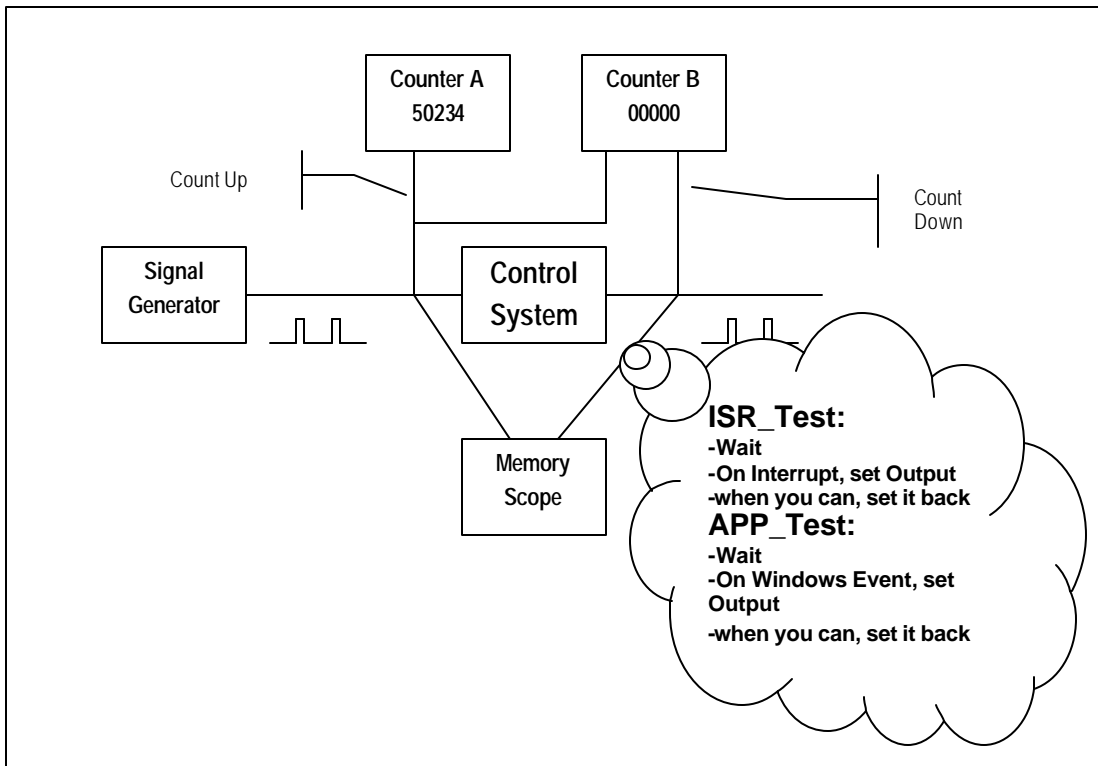 Counter A
50234
Counter B
00000
Count Up
Count
Down
Signal
Generator
Control
System
Memory
Scope
ISR_Test:
-Wait
-On Interrupt, set Output
-when you can, set it back
APP_Test:
-Wait
-On Windows Event, set
Output
-when you can, set it back